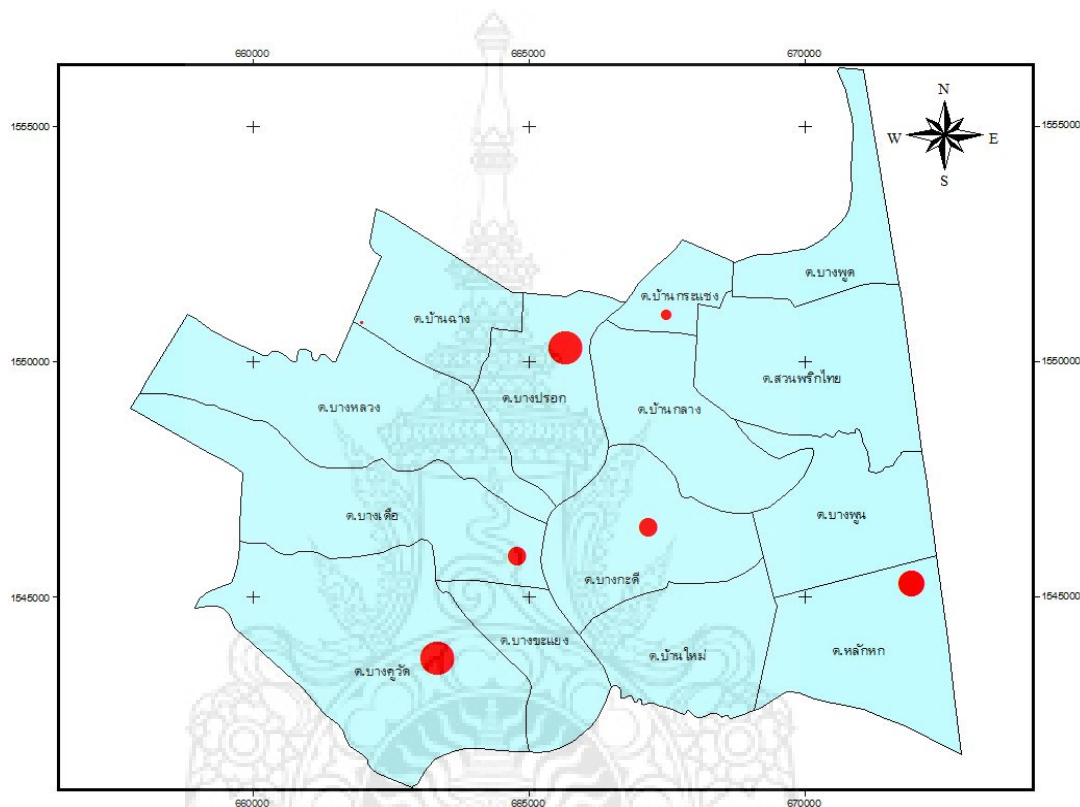 660000 665000 670000
N
W E
S
1555000 1555000
ต.บางพูด
ต.บ้านกระแชง
ต.บ้านฉาง
1550000 1550000
ต.สวนพริกไทย
ต.บางปรอก
ต.บางหลวง
ต.บ้านกลาง
ต.บางเดื่อ
ต.บางพูน
ต.บางกะดี
1545000 1545000
ต.บางขะแยง
ต.หลักหก
ต.บ้านใหม่
ต.บางคูวัด
660000 665000 670000